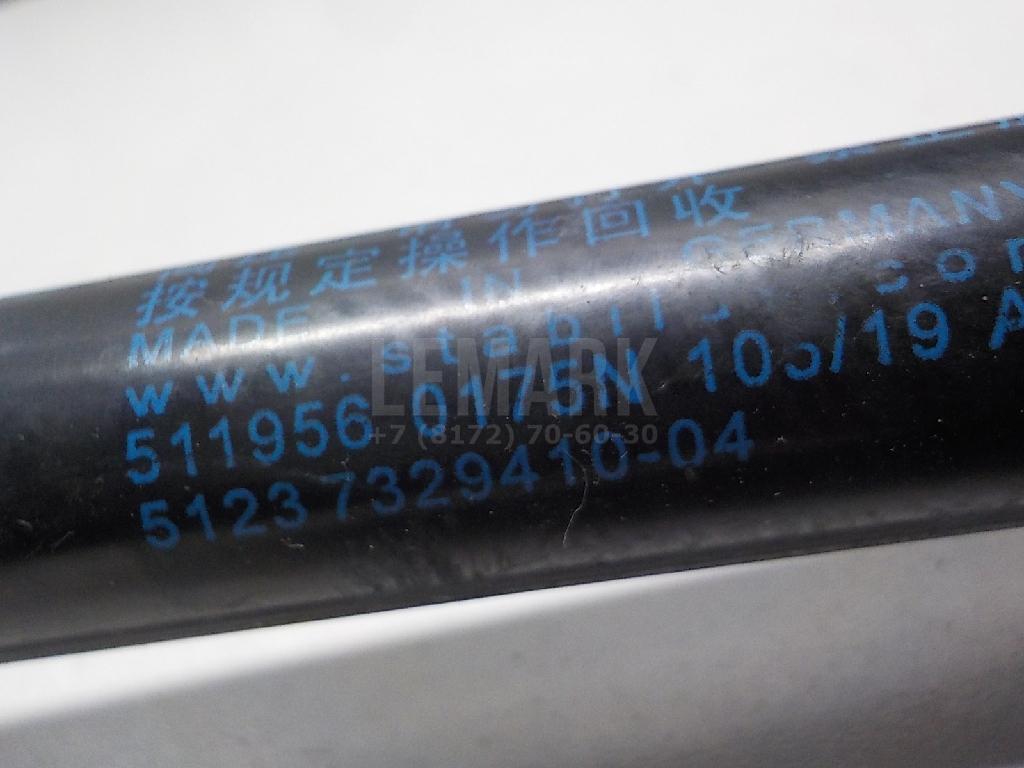 按规定操作回收
MADE IN GERMANY
www.stabilus.com
511956 0175N 103/19 A
5123 7329410-04
LEMARK
+7 (8172) 70-60-30